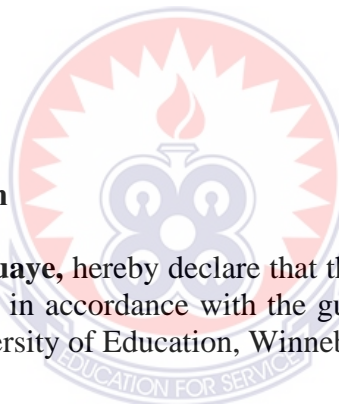 uaye, hereby declare that th
in accordance with the gu
ersity of Education, Winneb
EDUCATION FOR SERVICE